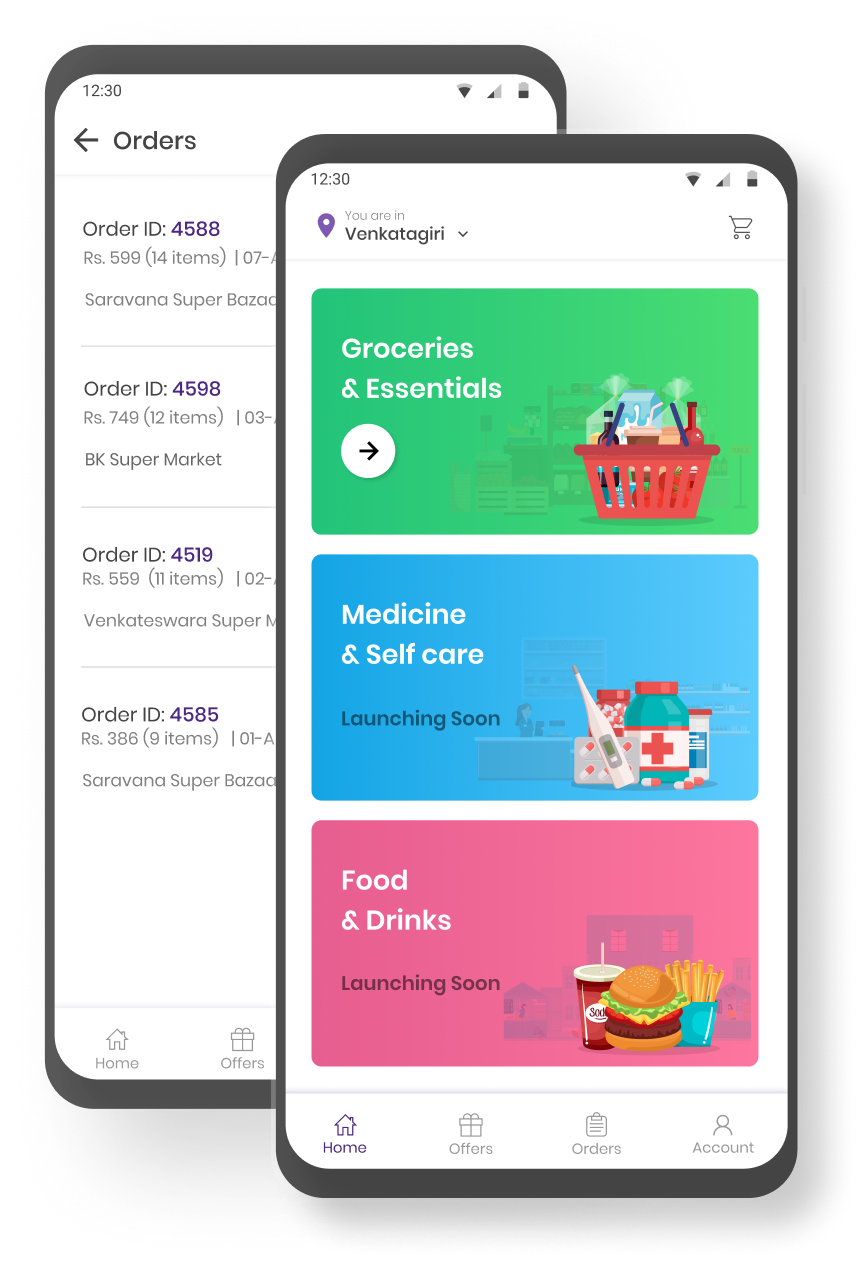 12:30
Orders
Order ID: 4588
Rs. 599 (14 items) | 07-
Saravana Super
Order ID: 4598
Rs. 749 (12 items) | 03-
BK Super Market
Order ID: 4519
Rs. 559 (11 items) | 02-
Venkateswara Super
Order ID: 4585
Rs. 386 (9 items) | 01-A
Saravana Super
Home
Offers
12:30
You are in
Venkatagiri
Groceries
& Essentials
Medicine
& Self care
Launching Soon
Food
& Drinks
Launching Soon
Home
Offers
Orders
Account